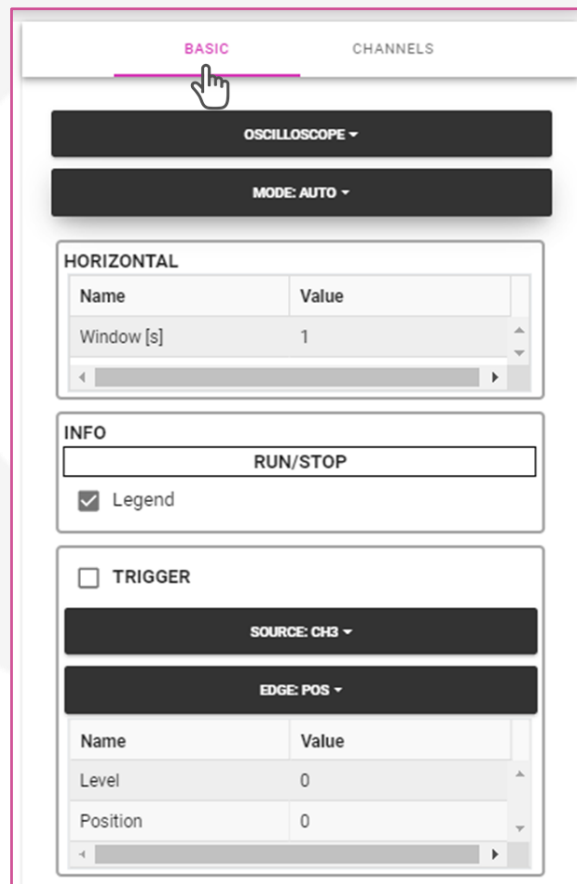 BASIC CHANNELS
OSCILLOSCOPE
MODE: AUTO
HORIZONTAL
Name Value
Window [s] 1
INFO
RUN/STOP
Legend
TRIGGER
SOURCE: CH3
EDGE: POS
Name Value
Level 0
Position 0